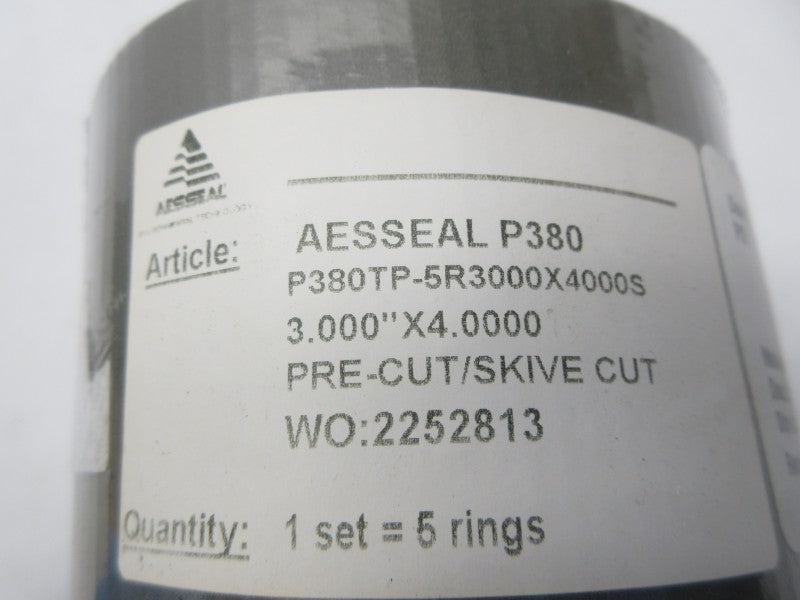 AESSEAL
Article: AESSEAL P380
P380TP-5R3000X4000S
3.000"X4.0000
PRE-CUT/SKIVE CUT
WO:2252813
Quantity: 1 set = 5 rings